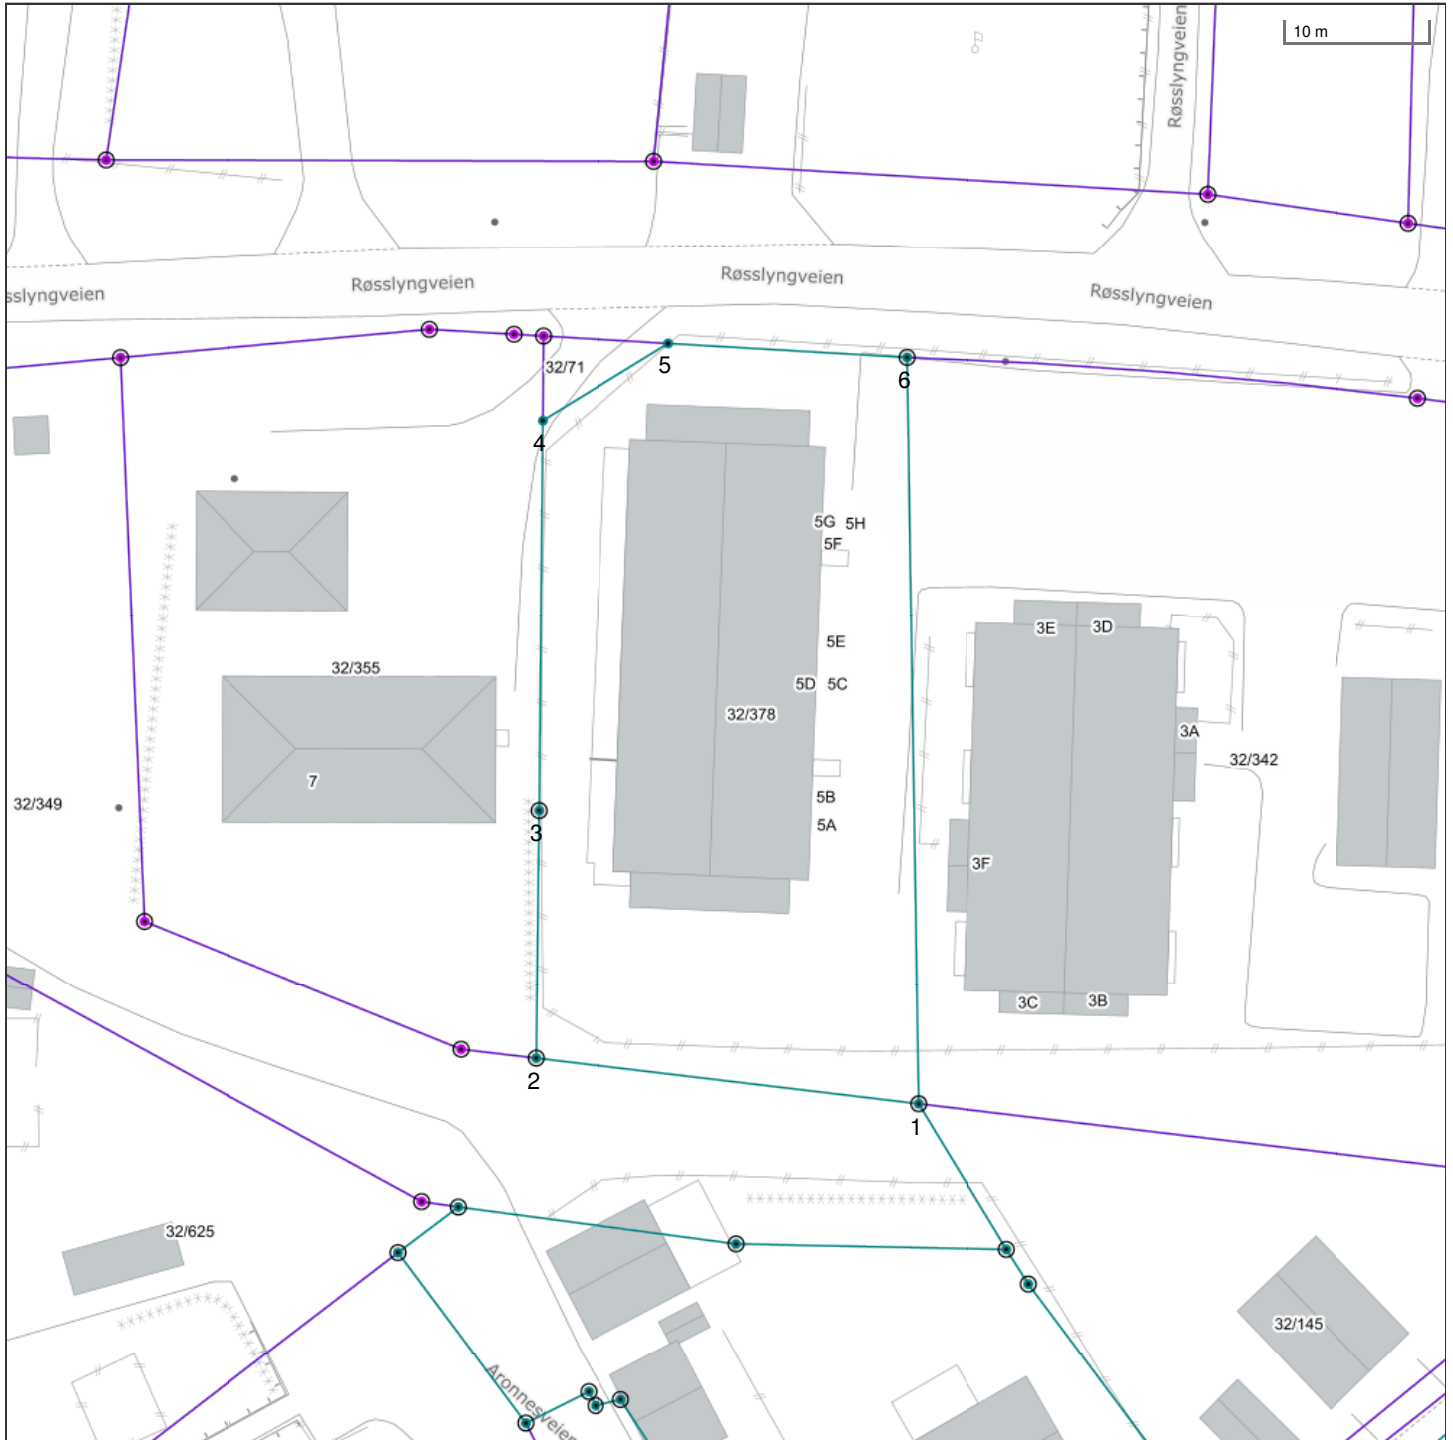 10 m
Røsslyngveien
Røsslyngveien
Røsslyngveien
sslyngveien
Røsslyngveien
32/71
5
6
4
5G 5H
5F
3E 3D
5E
32/355
5D 5C
32/378
3A
32/342
7
5B
32/349
5A
3
3F
3C 3B
2
1
32/625
32/145
Aronnesveien